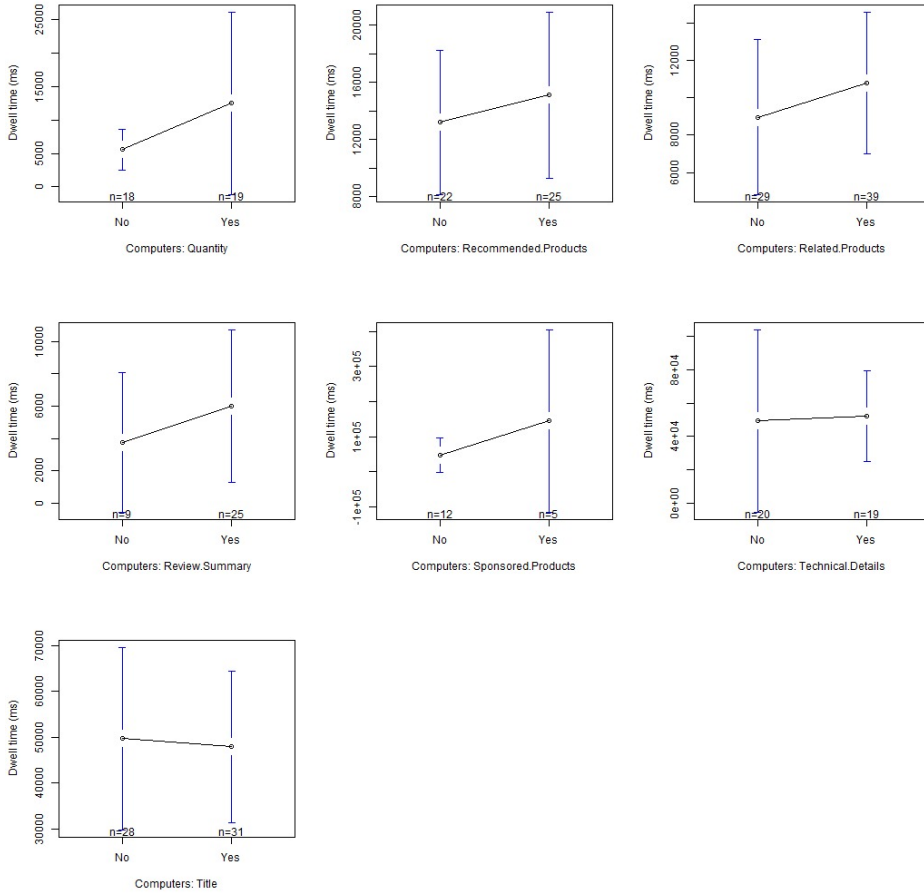 Dwell time (ms)
0 5000 15000 25000
n=18 n=19
No Yes
Computers: Quantity
Dwell time (ms)
8000 12000 16000 20000
n=22 n=25
No Yes
Computers: Recommended.Products
Dwell time (ms)
6000 8000 12000
n=29 n=39
No Yes
Computers: Related.Products
Dwell time (ms)
0 2000 6000 10000
n=9 n=25
No Yes
Computers: Review.Summary
Dwell time (ms)
-1e+05 1e+05 3e+05
n=12 n=5
No Yes
Computers: Sponsored.Products
Dwell time (ms)
0e+00 4e+04 8e+04
n=20 n=19
No Yes
Computers: Technical.Details
Dwell time (ms)
30000 40000 50000 60000 70000
n=28 n=31
No Yes
Computers: Title